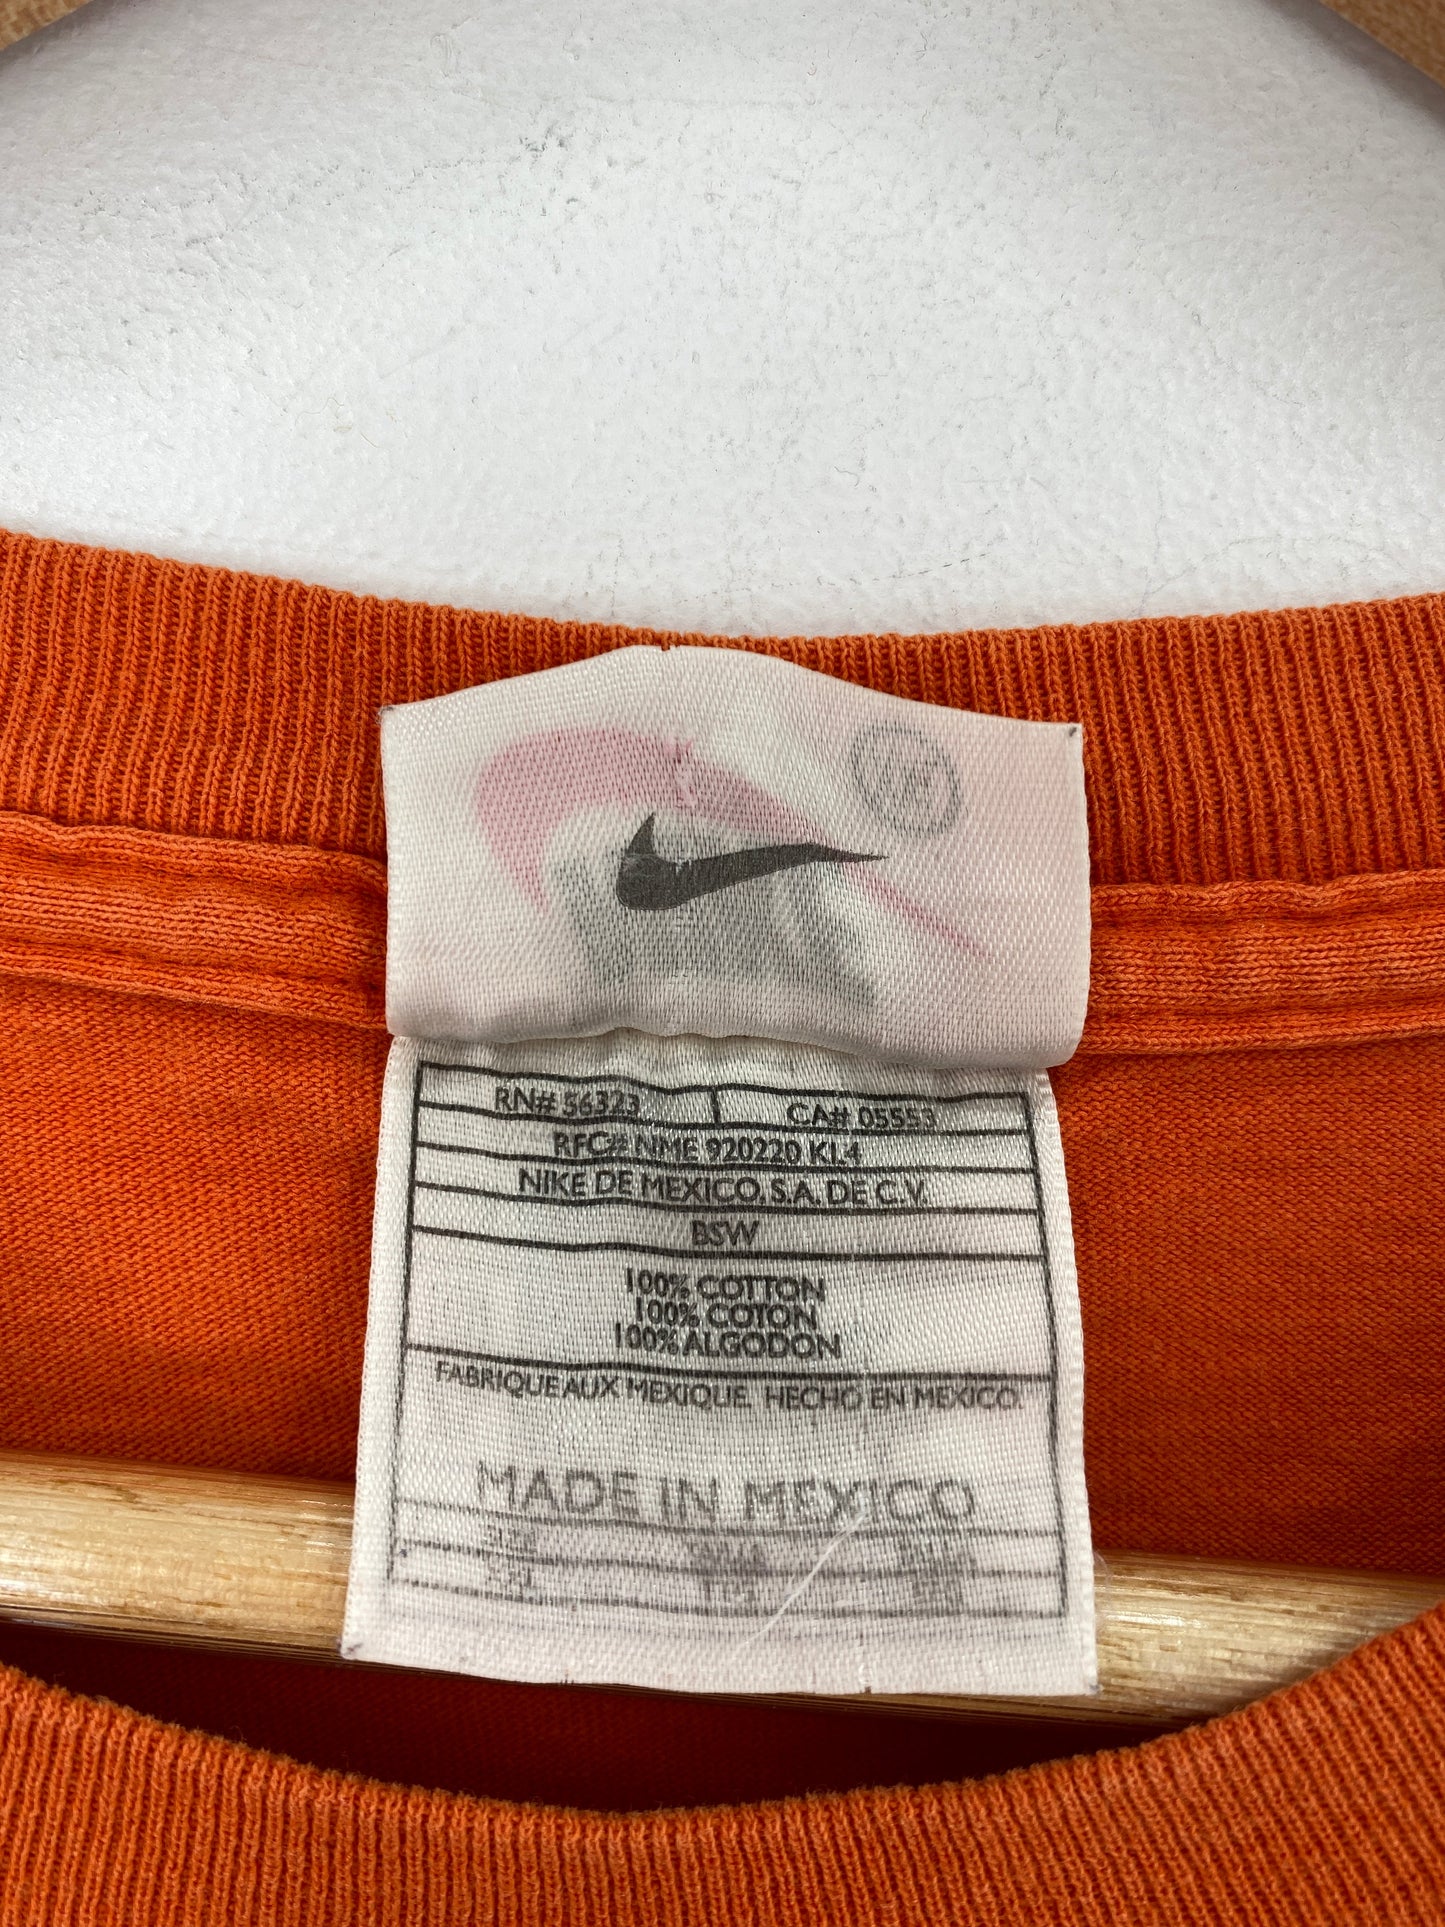 RN# 56323 CA# 05553
RFC# NME 920220 KL4
NIKE DE MEXICO, S.A. DE C.V.
BSW
100% COTTON
100% COTON
100% ALGODON
FABRIQUE AUX MEXIQUE. HECHO EN MEXICO.
MADE IN MEXICO